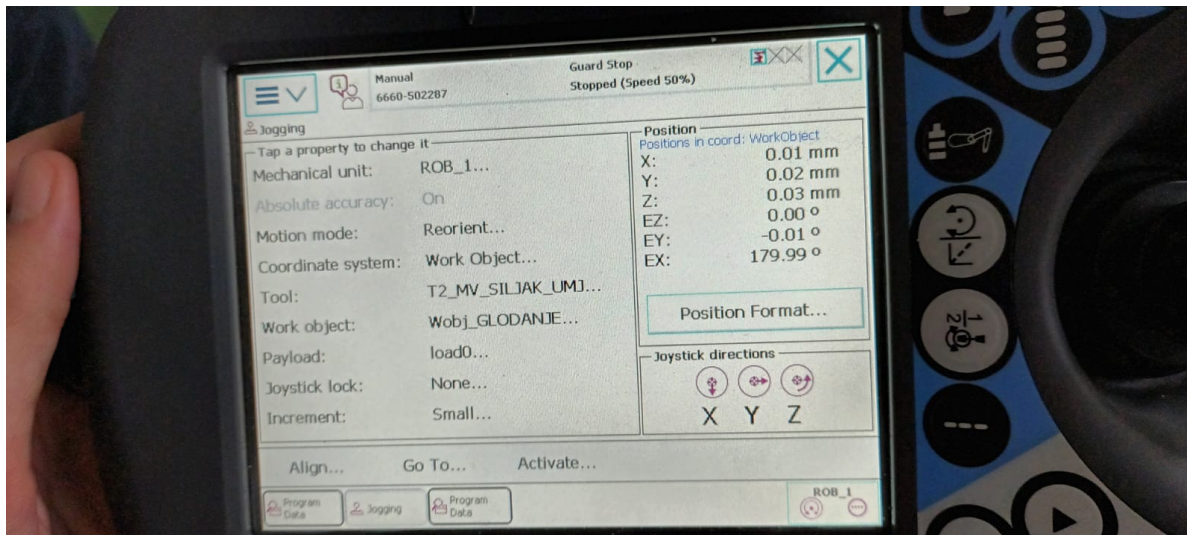 Manual
6660-502287
Guard Stop
Stopped (Speed 50%)
Jogging
Tap a property to change it
Mechanical unit: ROB_1...
Absolute accuracy: On
Motion mode: Reorient...
Coordinate system: Work Object...
Tool: T2_MV_SILJAK_UMJ...
Work object: Wobj_GLODANJE...
Payload: load0...
Joystick lock: None...
Increment: Small...
Position
Positions in coord: WorkObject
X: 0.01 mm
Y: 0.02 mm
Z: 0.03 mm
EZ: 0.00 °
EY: -0.01 °
EX: 179.99 °
Position Format...
Joystick directions
X Y Z
Align... Go To... Activate...
Program
Data
Jogging
Program
Data
ROB_1
1
2